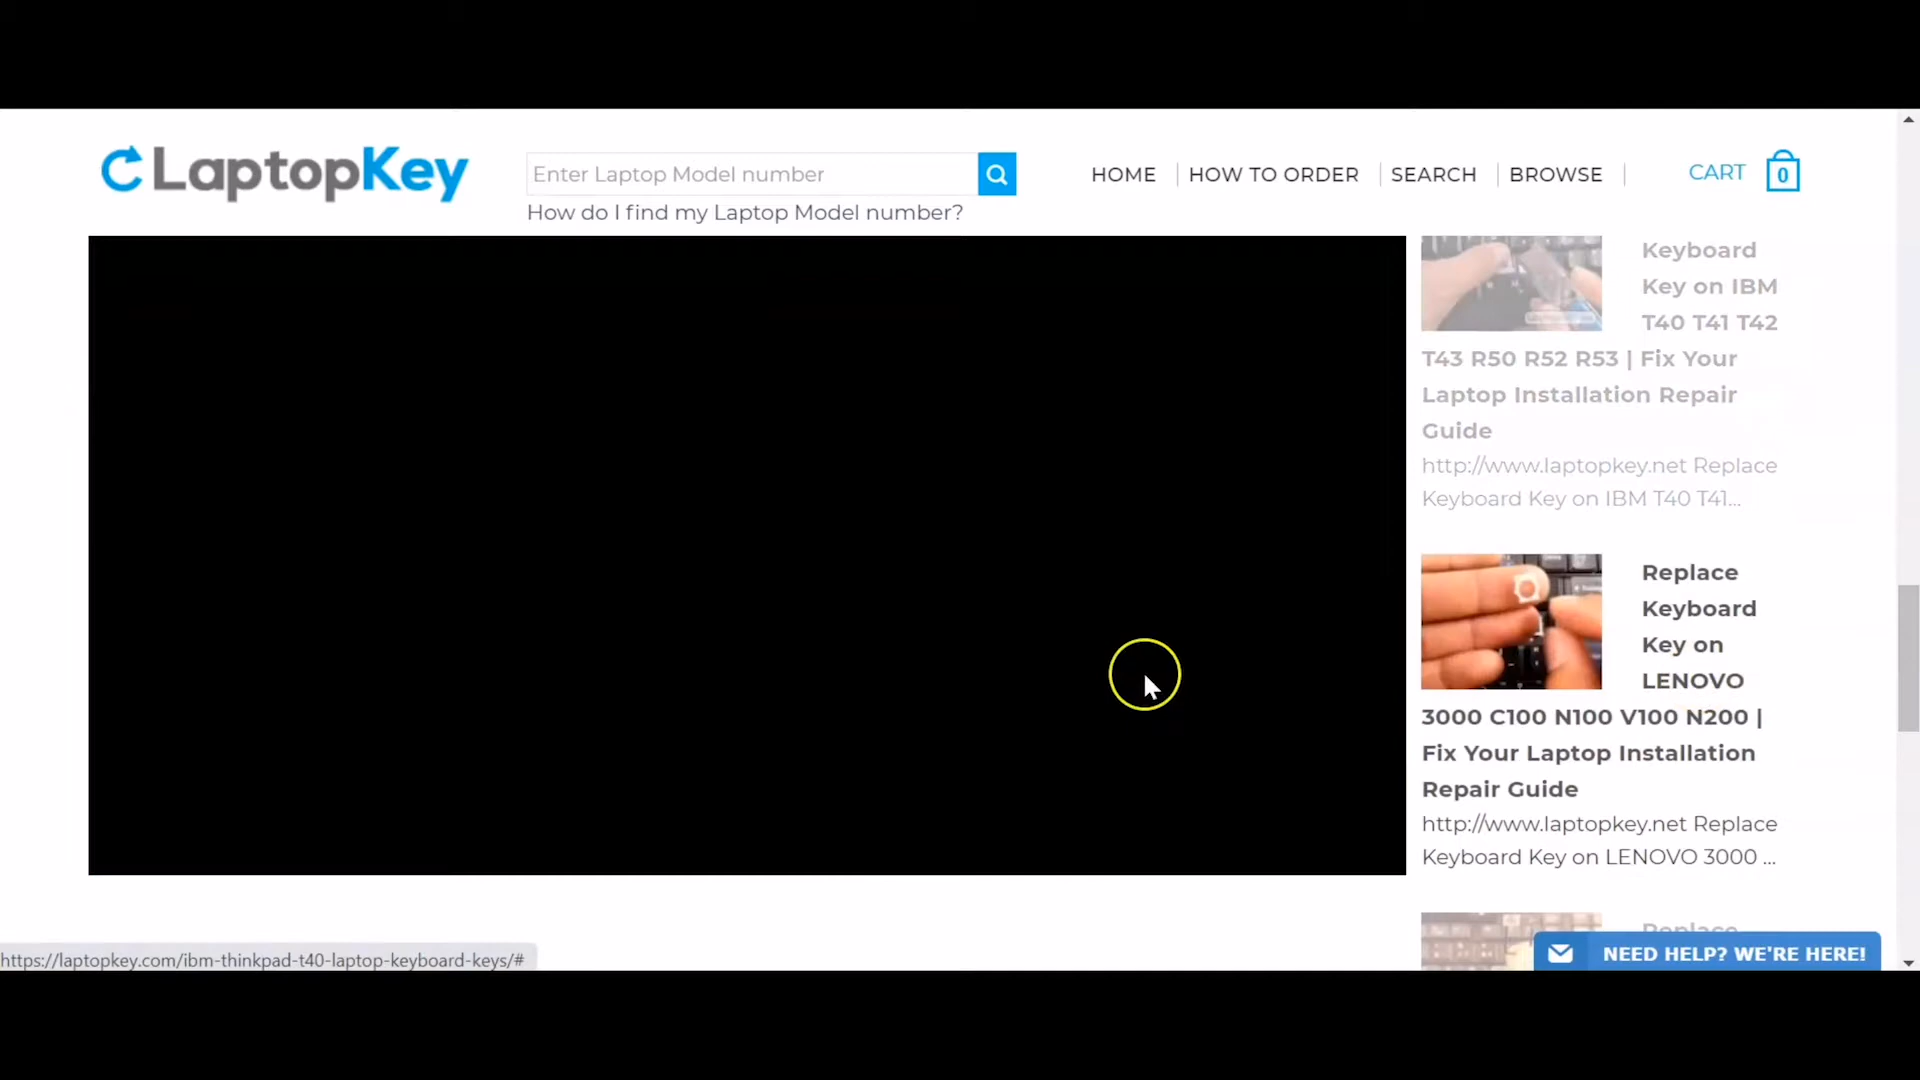 LaptopKey
Enter Laptop Model number
HOME
HOW TO ORDER
SEARCH
BROWSE
CART
0
How do I find my Laptop Model number?
Keyboard
Key on IBM
T40 T41 T42
T43 R50 R52 R53 | Fix Your
Laptop Installation Repair
Guide
http://www.laptopkey.net Replace
Keyboard Key on IBM T40 T41...
Replace
Keyboard
Key on
LENOVO
3000 C100 N100 V100 N200 |
Fix Your Laptop Installation
Repair Guide
http://www.laptopkey.net Replace
Keyboard Key on LENOVO 3000 ...
Replace
NEED HELP? WE'RE HERE!
https://laptopkey.com/ibm-thinkpad-t40-laptop-keyboard-keys/#